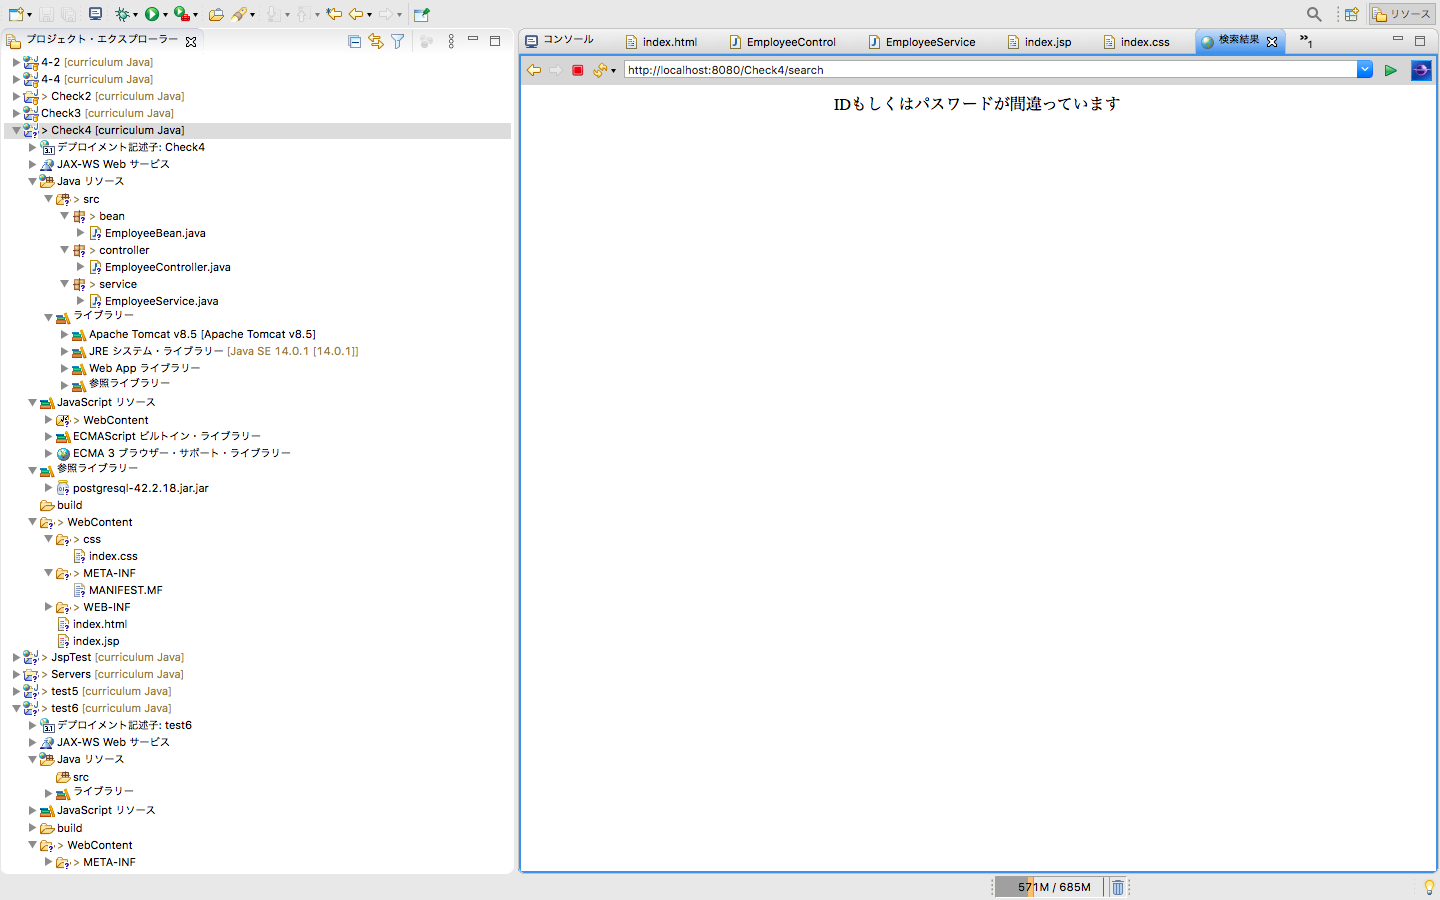 リソース
プロジェクト・エクスプローラー
4-2 [curriculum Java]
4-4 [curriculum Java]
> Check2 [curriculum Java]
Check3 [curriculum Java]
> Check4 [curriculum Java]
デプロイメント記述子: Check4
JAX-WS Web サービス
Java リソース
> src
> bean
EmployeeBean.java
> controller
EmployeeController.java
> service
EmployeeService.java
ライブラリー
Apache Tomcat v8.5 [Apache Tomcat v8.5]
JRE システム・ライブラリー [Java SE 14.0.1 [14.0.1]]
Web App ライブラリー
参照ライブラリー
JavaScript リソース
> WebContent
ECMAScript ビルトイン・ライブラリー
ECMA 3 ブラウザー・サポート・ライブラリー
参照ライブラリー
postgresql-42.2.18.jar.jar
build
> WebContent
> css
index.css
> META-INF
MANIFEST.MF
> WEB-INF
index.html
index.jsp
> JspTest [curriculum Java]
> Servers [curriculum Java]
> test5 [curriculum Java]
> test6 [curriculum Java]
デプロイメント記述子: test6
JAX-WS Web サービス
Java リソース
src
ライブラリー
JavaScript リソース
build
> WebContent
> META-INF
コンソール index.html EmployeeControl EmployeeService index.jsp index.css 検索結果 »1
http://localhost:8080/Check4/search
IDもしくはパスワードが間違っています
571M / 685M